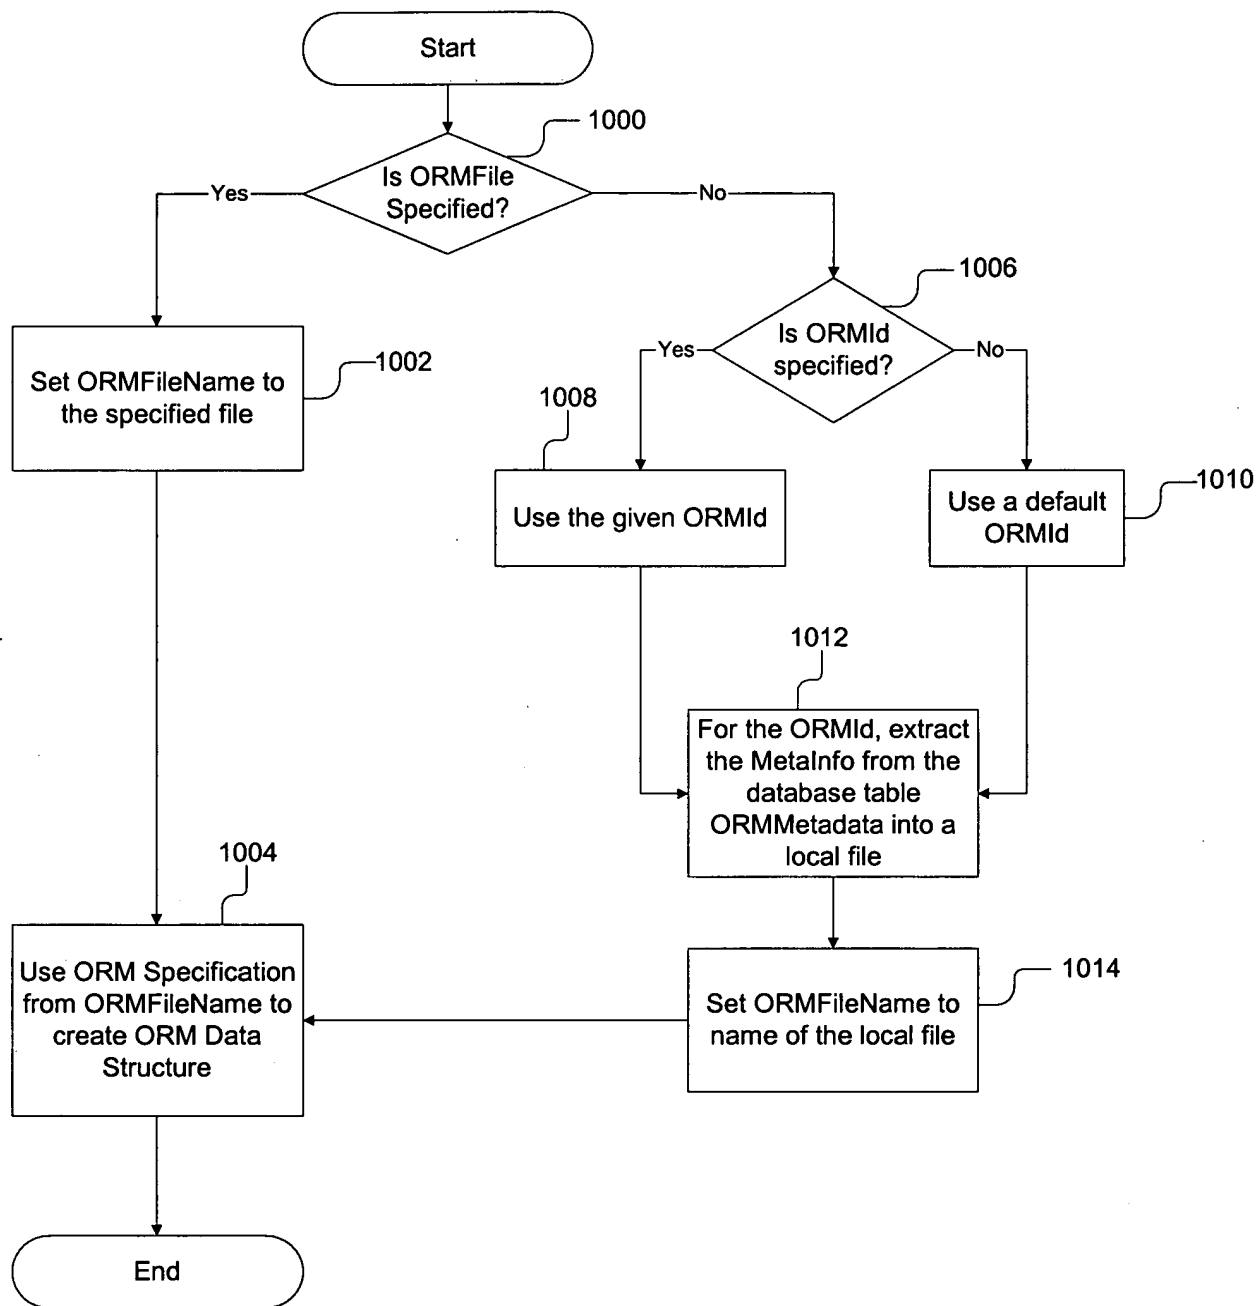 Start
1000
Is ORMFile
Specified?
Yes
No
1006
Is ORMId
specified?
Yes
No
Set ORMFileName to
the specified file
1002
1008
Use the given ORMId
Use a default
ORMId
1010
1012
For the ORMId, extract
the MetaInfo from the
database table
ORMMetadata into a
local file
1004
Use ORM Specification
from ORMFileName to
create ORM Data
Structure
Set ORMFileName to
name of the local file
1014
End